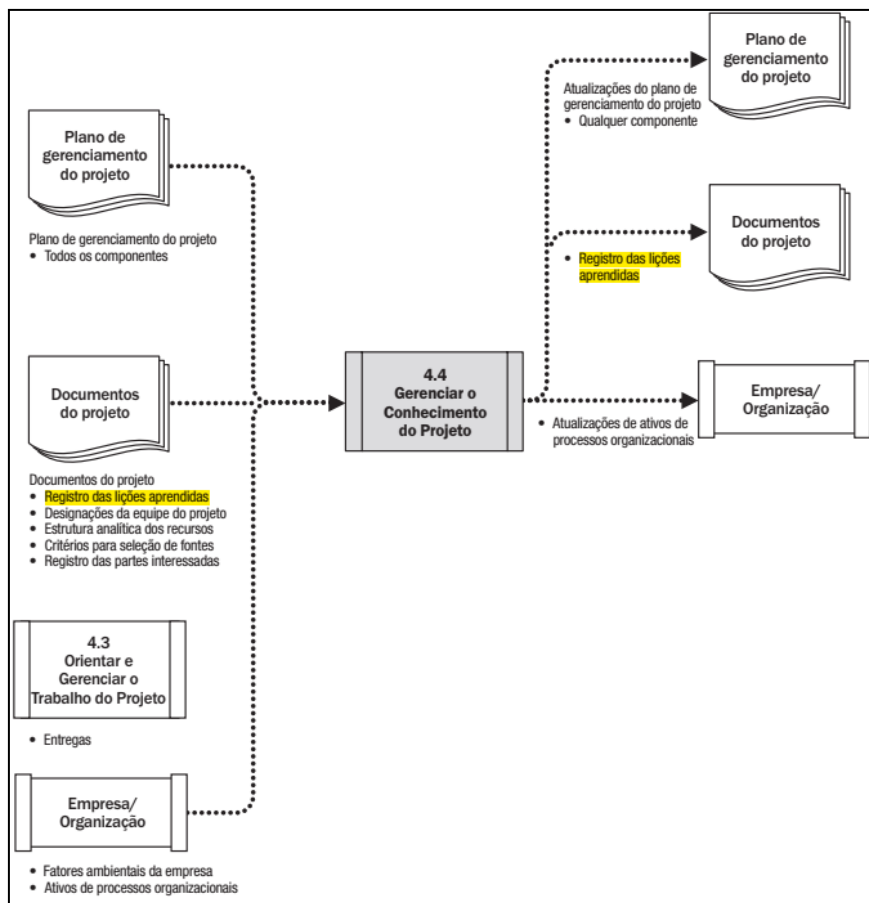 Plano de
gerenciamento
do projeto
Plano de gerenciamento do projeto
• Todos os componentes
Documentos
do projeto
Documentos do projeto
• Registro das lições aprendidas
• Designações da equipe do projeto
• Estrutura analítica dos recursos
• Critérios para seleção de fontes
• Registro das partes interessadas
4.3
Orientar e
Gerenciar o
Trabalho do Projeto
• Entregas
Empresa/
Organização
• Fatores ambientais da empresa
• Ativos de processos organizacionais
4.4
Gerenciar o
Conhecimento
do Projeto
Atualizações do plano de
gerenciamento do projeto
• Qualquer componente
Plano de
gerenciamento
do projeto
• Registro das lições
aprendidas
Documentos
do projeto
• Atualizações de ativos de
processos organizacionais
Empresa/
Organização